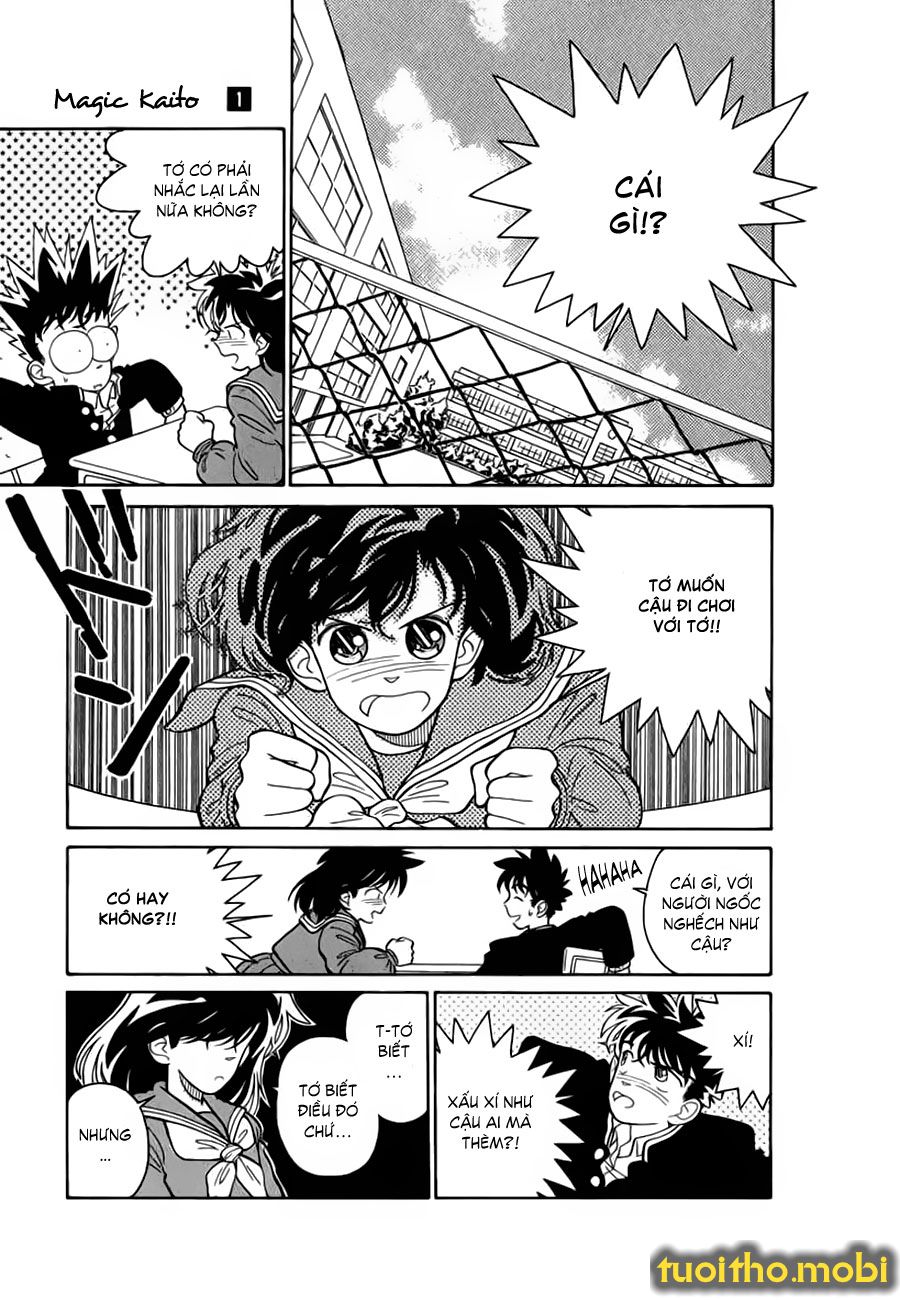 Magic Kaito 1
CÁI
GÌ!?
TỚ CÓ PHẢI
NHẮC LẠI LẦN
NỮA KHÔNG?
TỚ MUỐN
CẬU ĐI CHƠI
VỚI TỚ!!
CÁI GÌ, VỚI
NGƯỜI NGỐC
NGHẾCH NHƯ
CẬU?
HAHAHA
CÓ HAY
KHÔNG?!!
XÍ!
XẤU XÍ NHƯ
CẬU AI MÀ
THÈM?!
T-TỚ
BIẾT
...
TỚ BIẾT
ĐIỀU ĐÓ
CHỨ...
NHƯNG
...
tuoitho.mobi